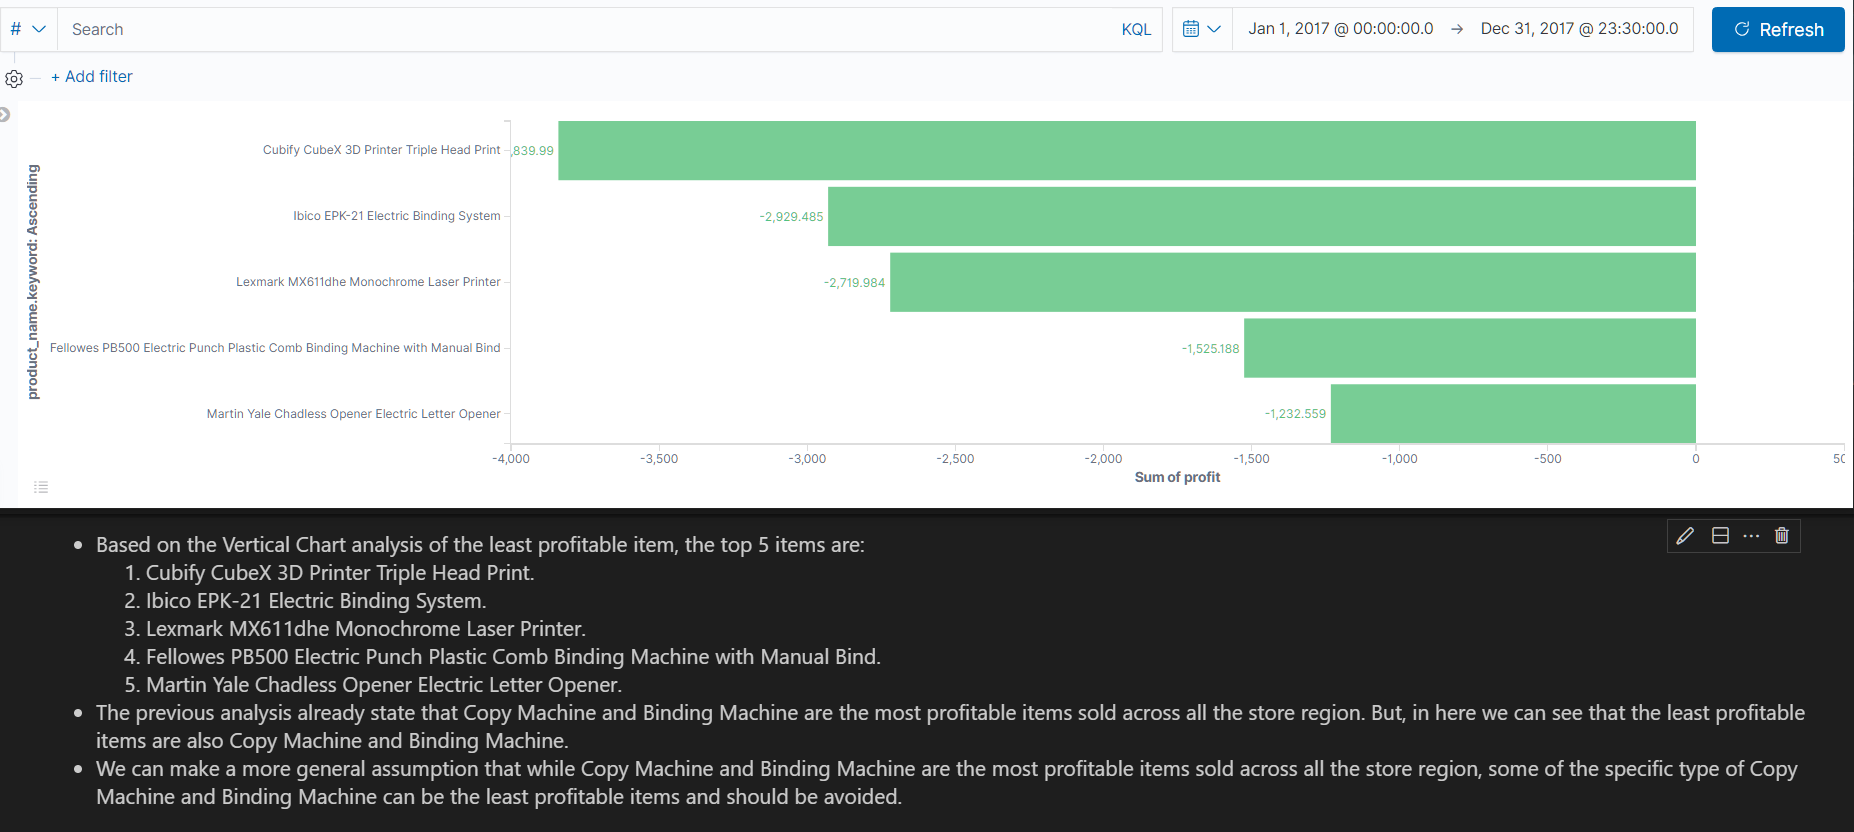 # Search KQL Jan 1, 2017 @ 00:00:00.0 → Dec 31, 2017 @ 23:30:00.0 Refresh
+ Add filter
product_name.keyword: Ascending
Cubify CubeX 3D Printer Triple Head Print ,839.99
Ibico EPK-21 Electric Binding System -2,929.485
Lexmark MX611dhe Monochrome Laser Printer -2,719.984
Fellowes PB500 Electric Punch Plastic Comb Binding Machine with Manual Bind -1,525.188
Martin Yale Chadless Opener Electric Letter Opener -1,232.559
-4,000 -3,500 -3,000 -2,500 -2,000 -1,500 -1,000 -500 0
Sum of profit
• Based on the Vertical Chart analysis of the least profitable item, the top 5 items are:
1. Cubify CubeX 3D Printer Triple Head Print.
2. Ibico EPK-21 Electric Binding System.
3. Lexmark MX611dhe Monochrome Laser Printer.
4. Fellowes PB500 Electric Punch Plastic Comb Binding Machine with Manual Bind.
5. Martin Yale Chadless Opener Electric Letter Opener.
• The previous analysis already state that Copy Machine and Binding Machine are the most profitable items sold across all the store region. But, in here we can see that the least profitable
items are also Copy Machine and Binding Machine.
• We can make a more general assumption that while Copy Machine and Binding Machine are the most profitable items sold across all the store region, some of the specific type of Copy
Machine and Binding Machine can be the least profitable items and should be avoided.